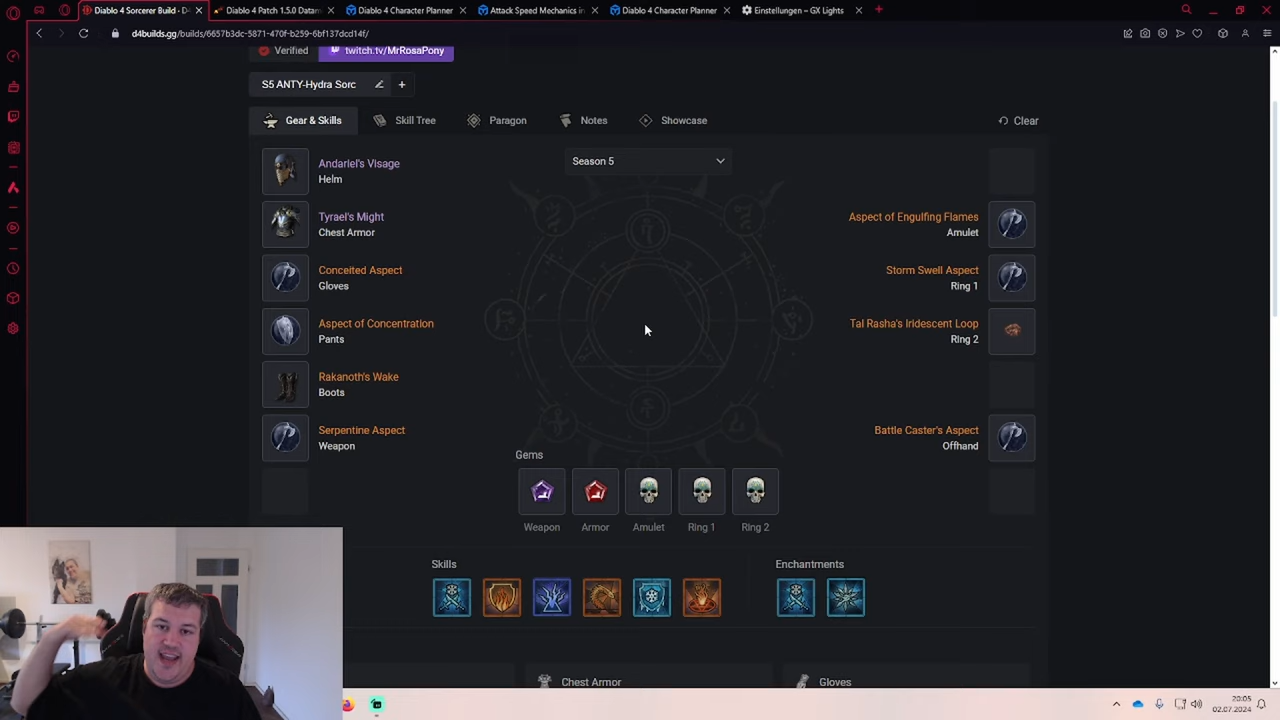 Diablo 4 Sorcerer Build - D4
Diablo 4 Patch 1.5.0 Datami
Diablo 4 Character Planner
Attack Speed Mechanics in
Diablo 4 Character Planner
Einstellungen – GX Lights
d4builds.gg/builds/6657b3dc-5871-470f-b259-6bf137dcd14f/
Verified
twitch.tv/MrRosaPony
S5 ANTY-Hydra Sorc
Gear & Skills
Skill Tree
Paragon
Notes
Showcase
Clear
Season 5
Andariel's Visage
Helm
Tyrael's Might
Chest Armor
Aspect of Engulfing Flames
Amulet
Conceited Aspect
Gloves
Storm Swell Aspect
Ring 1
Aspect of Concentration
Pants
Tal Rasha's Iridescent Loop
Ring 2
Rakanoth's Wake
Boots
Serpentine Aspect
Weapon
Battle Caster's Aspect
Offhand
Gems
Weapon
Armor
Amulet
Ring 1
Ring 2
Skills
Enchantments
Chest Armor
Gloves
20:05
02.07.2024